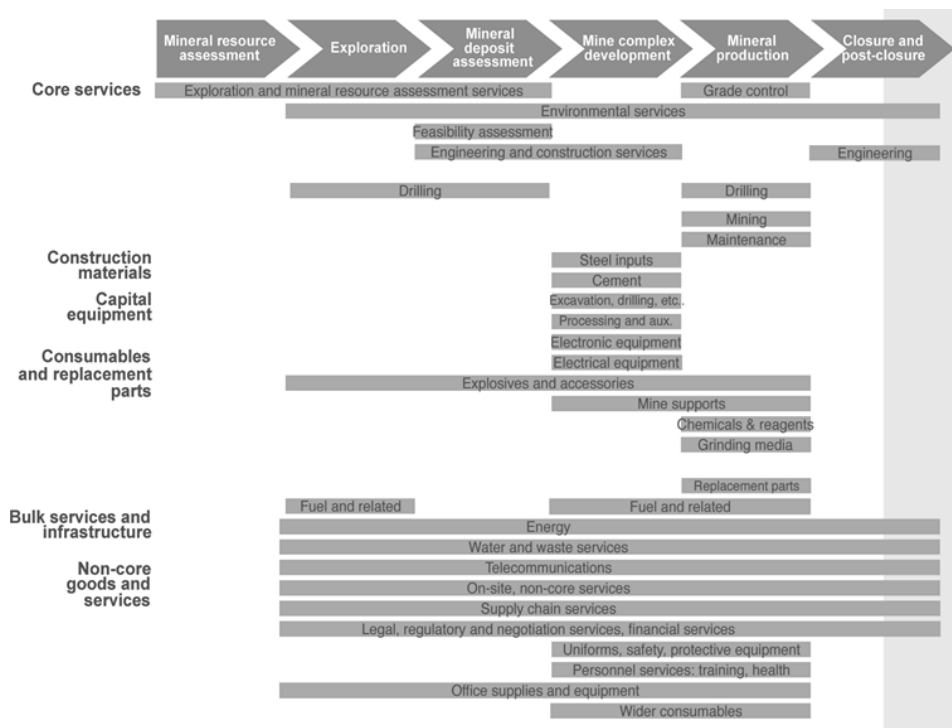 Mineral resource
assessment
Exploration
Mineral
deposit
assessment
Mine complex
development
Mineral
production
Closure and
post-closure
Core services
Exploration and mineral resource assessment services
Grade control
Environmental services
Feasibility assessment
Engineering and construction services
Engineering
Drilling
Drilling
Mining
Maintenance
Construction
materials
Steel inputs
Cement
Capital
equipment
Excavation, drilling, etc..
Processing and aux.
Electronic equipment
Consumables
and replacement
parts
Electrical equipment
Explosives and accessories
Mine supports
Chemicals & reagents
Grinding media
Replacement parts
Fuel and related
Fuel and related
Bulk services and
infrastructure
Energy
Water and waste services
Non-core
goods and
services
Telecommunications
On-site, non-core services
Supply chain services
Legal, regulatory and negotiation services, financial services
Uniforms, safety, protective equipment
Personnel services: training, health
Office supplies and equipment
Wider consumables